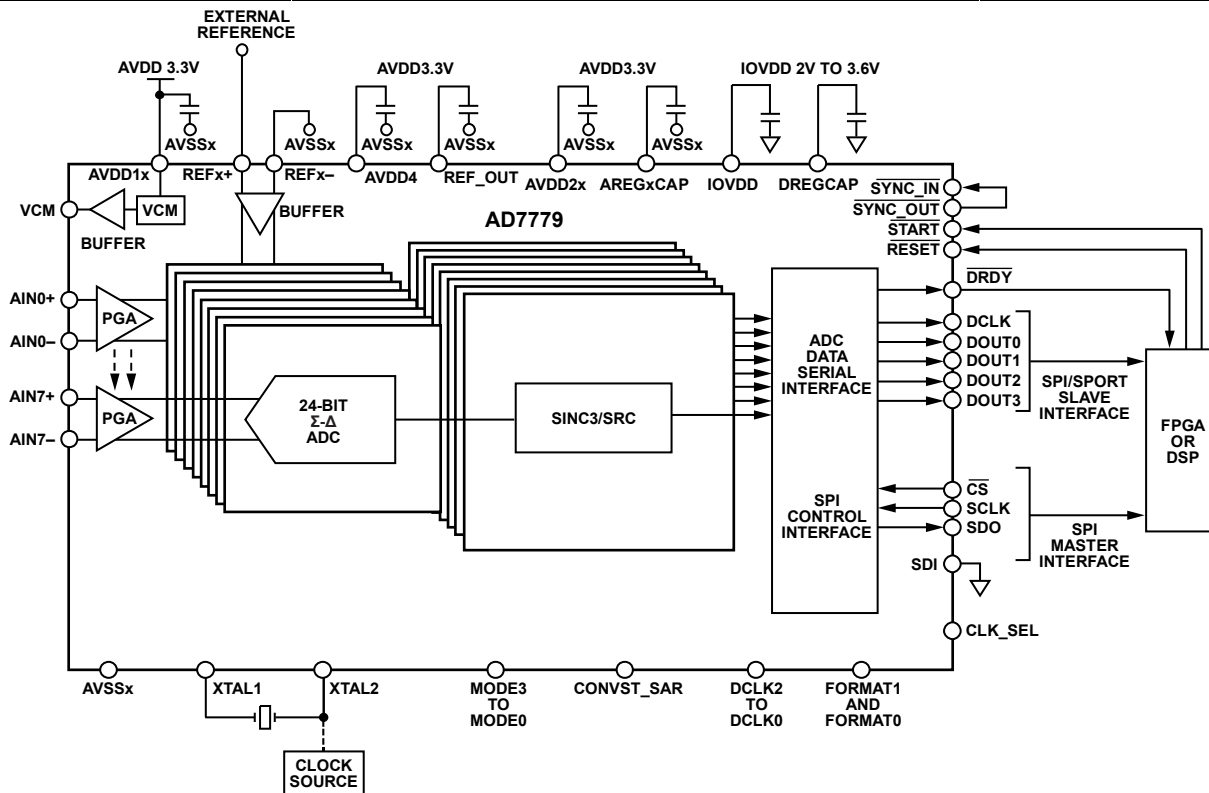 EXTERNAL
REFERENCE
AVDD 3.3V
AVDD3.3V
AVDD3.3V
IOVDD 2V TO 3.6V
AVSSx
AVSSx
AVSSx
AVSSx
AVSSx
AVSSx
AVDD1x
REFx+
REFx–
AVDD4
REF_OUT
AVDD2x
AREGxCAP
IOVDD
DREGCAP
VCM
VCM
BUFFER
BUFFER
AD7779
SYNC_IN
SYNC_OUT
START
RESET
DRDY
AIN0+
PGA
AIN0–
AIN7+
PGA
AIN7–
24-BIT
Σ-Δ
ADC
SINC3/SRC
ADC
DATA
SERIAL
INTERFACE
SPI
CONTROL
INTERFACE
DCLK
DOUT0
DOUT1
DOUT2
DOUT3
SPI/SPORT
SLAVE
INTERFACE
FPGA
OR
DSP
CS
SCLK
SDO
SPI
MASTER
INTERFACE
SDI
CLK_SEL
AVSSx
XTAL1
XTAL2
MODE3
TO
MODE0
CONVST_SAR
DCLK2
TO
DCLK0
FORMAT1
AND
FORMAT0
CLOCK
SOURCE